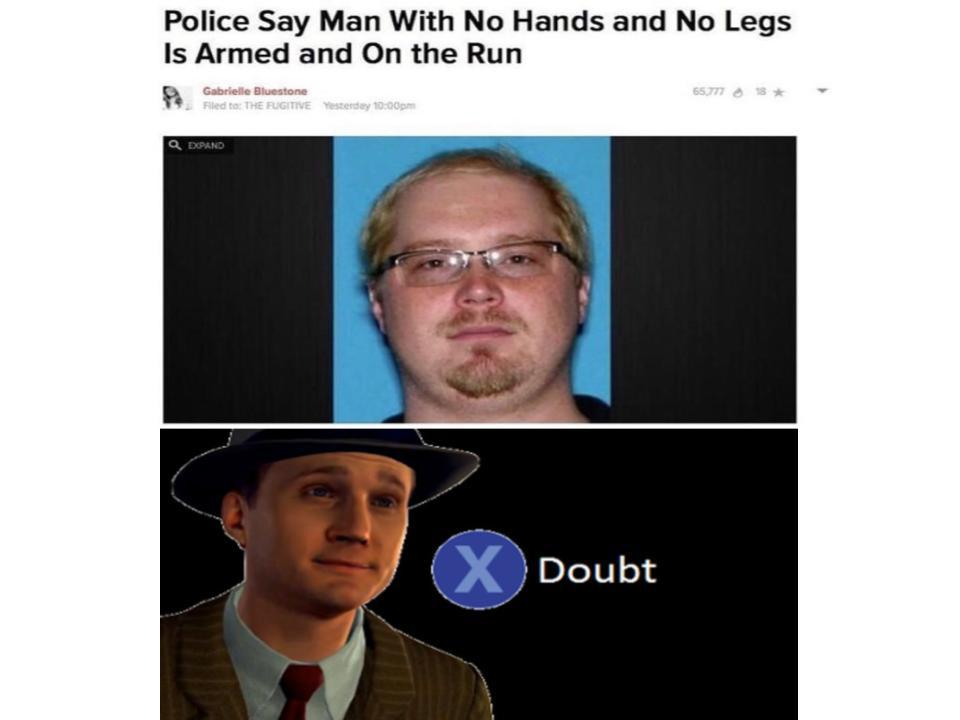 Police Say Man With No Hands and No Legs
Is Armed and On the Run
Gabrielle Bluestone
Filed to: THE FUGITIVE Yesterday 10:00pm
65,777 18
EXPAND
X Doubt